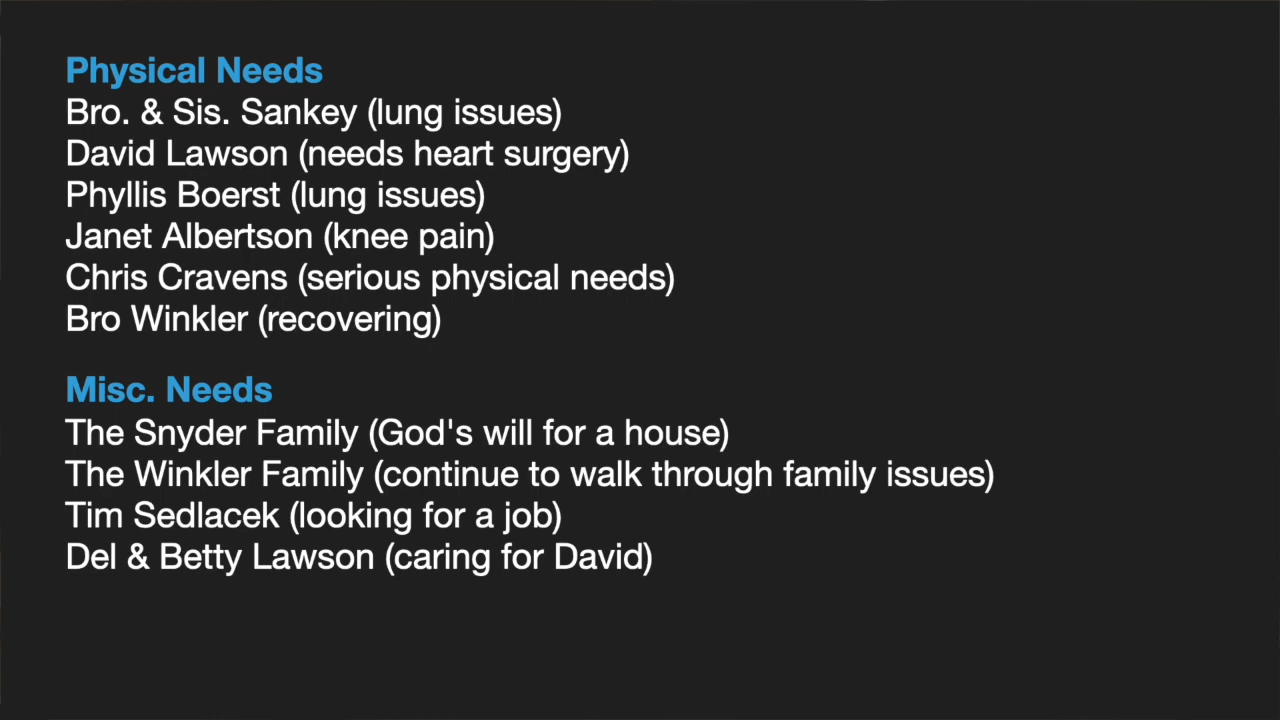 Physical Needs
Bro. & Sis. Sankey (lung issues)
David Lawson (needs heart surgery)
Phyllis Boerst (lung issues)
Janet Albertson (knee pain)
Chris Cravens (serious physical needs)
Bro Winkler (recovering)
Misc. Needs
The Snyder Family (God's will for a house)
The Winkler Family (continue to walk through family issues)
Tim Sedlacek (looking for a job)
Del & Betty Lawson (caring for David)